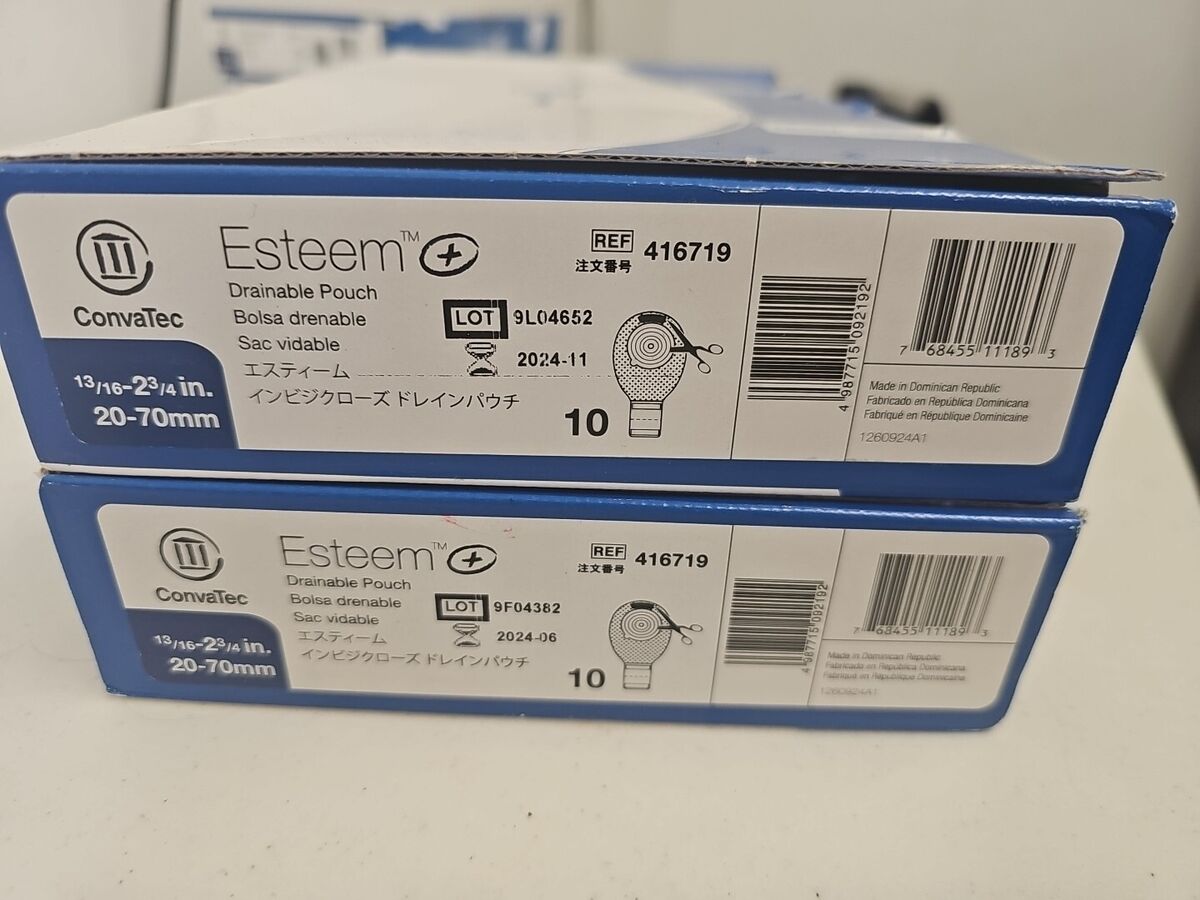 ConvaTec
Esteem™ +
Drainable Pouch
Bolsa drenable
Sac vidable
エスティーム
インビジクローズ ドレインパウチ
13/16-2 3/4 in.
20-70mm
REF 416719
注文番号
LOT 9L04652
2024-11
10
4 987715 092192
7 68455 11189 3
Made in Dominican Republic
Fabricado en República Dominicana
Fabriqué en République Dominicaine
1260924A1
ConvaTec
Esteem™ +
Drainable Pouch
Bolsa drenable
Sac vidable
エスティーム
インビジクローズ ドレインパウチ
13/16-2 3/4 in.
20-70mm
REF 416719
注文番号
LOT 9F04382
2024-06
10
4 987715 092192
7 68455 11189 3
Made in Dominican Republic
Fabricado en República Dominicana
Fabriqué en République Dominicaine
1260924A1